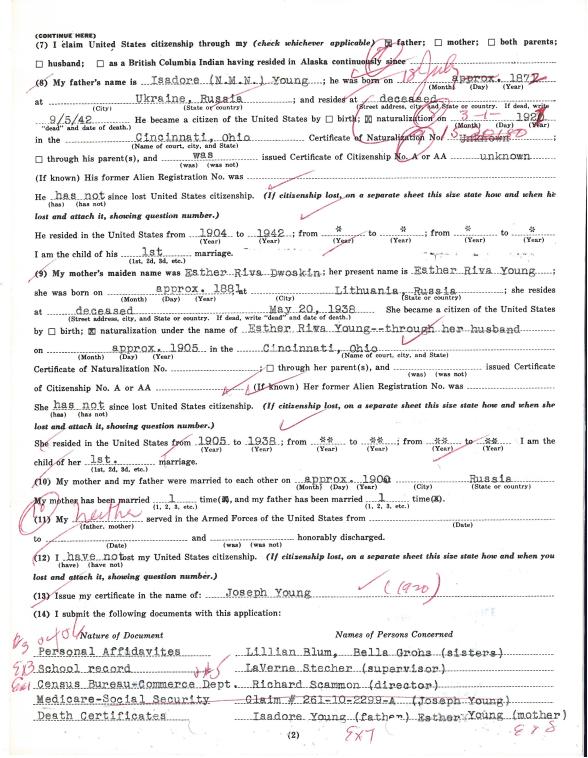 (CONTINUE HERE)
(7) I claim United States citizenship through my (check whichever applicable) ☒ father; ☐ mother; ☐ both parents;
☐ husband; ☐ as a British Columbia Indian having resided in Alaska continuously since
(8) My father's name is Isadore (N.M.N.) Young; he was born on 18 July approx. 1872
(Month) (Day) (Year)
at Ukraine, Russia; and resides at deceased
(City) (State or country) (Street address, city, and State or country. If dead, write
9/5/42 He became a citizen of the United States by ☐ birth; ☒ naturalization on 3-1- 192
"dead" and date of death.) (Month) (Day) (Year)
in the Cincinnati, Ohio Certificate of Naturalization No. Unknown
(Name of court, city, and State)
☐ through his parent(s), and was issued Certificate of Citizenship No. A or AA unknown
(was) (was not)
(If known) His former Alien Registration No. was
He has not since lost United States citizenship. (If citizenship lost, on a separate sheet this size state how and when he
(has) (has not)
lost and attach it, showing question number.)
He resided in the United States from 1904 to 1942; from * to *; from * to *
(Year) (Year) (Year) (Year) (Year) (Year)
I am the child of his 1st marriage.
(1st, 2d, 3d, etc.)
(9) My mother's maiden name was Esther Riva Dwoskin; her present name is Esther Riva Young;
she was born on approx. 1881 at Lithuania, Russia; she resides
(Month) (Day) (Year) (City) (State or country)
at deceased May 20, 1938 She became a citizen of the United States
(Street address, city, and State or country. If dead, write "dead" and date of death.)
by ☐ birth; ☒ naturalization under the name of Esther Riwa Young--through her husband
on approx. 1905 in the Cincinnati, Ohio
(Month) (Day) (Year) (Name of court, city, and State)
Certificate of Naturalization No. ; ☐ through her parent(s), and issued Certificate
(was) (was not)
of Citizenship No. A or AA (If known) Her former Alien Registration No. was
She has not since lost United States citizenship. (If citizenship lost, on a separate sheet this size state how and when she
(has) (has not)
lost and attach it, showing question number.)
She resided in the United States from 1905 to 1938; from ** to **; from ** to **. I am the
(Year) (Year) (Year) (Year) (Year) (Year)
child of her 1st. marriage.
(1st, 2d, 3d, etc.)
(10) My mother and my father were married to each other on approx. 1900 Russia
(Month) (Day) (Year) (City) (State or country)
My mother has been married 1 time(s), and my father has been married 1 time(s).
(1, 2, 3, etc.) (1, 2, 3, etc.)
(11) My neither served in the Armed Forces of the United States from
(father, mother) (Date)
to and honorably discharged.
(Date) (was) (was not)
(12) I have not lost my United States citizenship. (If citizenship lost, on a separate sheet this size state how and when you
(have) (have not)
lost and attach it, showing question number.)
(13) Issue my certificate in the name of: Joseph Young (1920)
(14) I submit the following documents with this application:
Nature of Document Names of Persons Concerned
Personal Affidavites Lillian Blum, Bella Grohs (sisters)
Ex3 School record #5 LaVerne Stecher (supervisor)
Ex1 Census Bureau-Commerce Dept. Richard Scammon (director)
Medicare-Social Security Claim # 261-10-2299-A (Joseph Young)
Death Certificates Isadore Young (father) Esther Young (mother)
(2) Ex 7 Ex 8